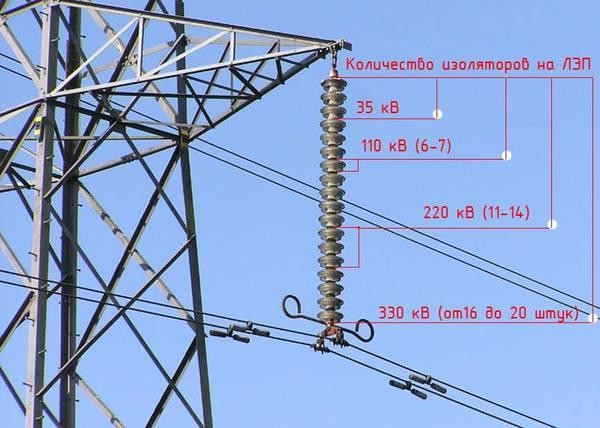 Количество изоляторов на ЛЭП
35 кВ
110 кВ (6-7)
220 кВ (11-14)
330 кВ (от16 до 20 штук)